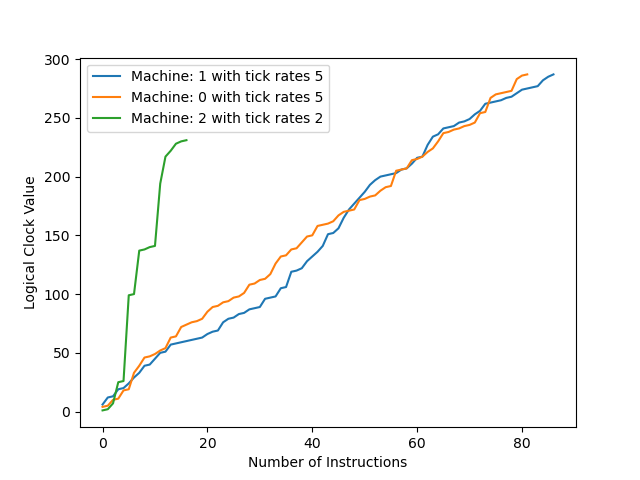 Machine: 1 with tick rates 5
Machine: 0 with tick rates 5
Machine: 2 with tick rates 2
300
250
200
150
100
50
0
Logical Clock Value
0 20 40 60 80
Number of Instructions